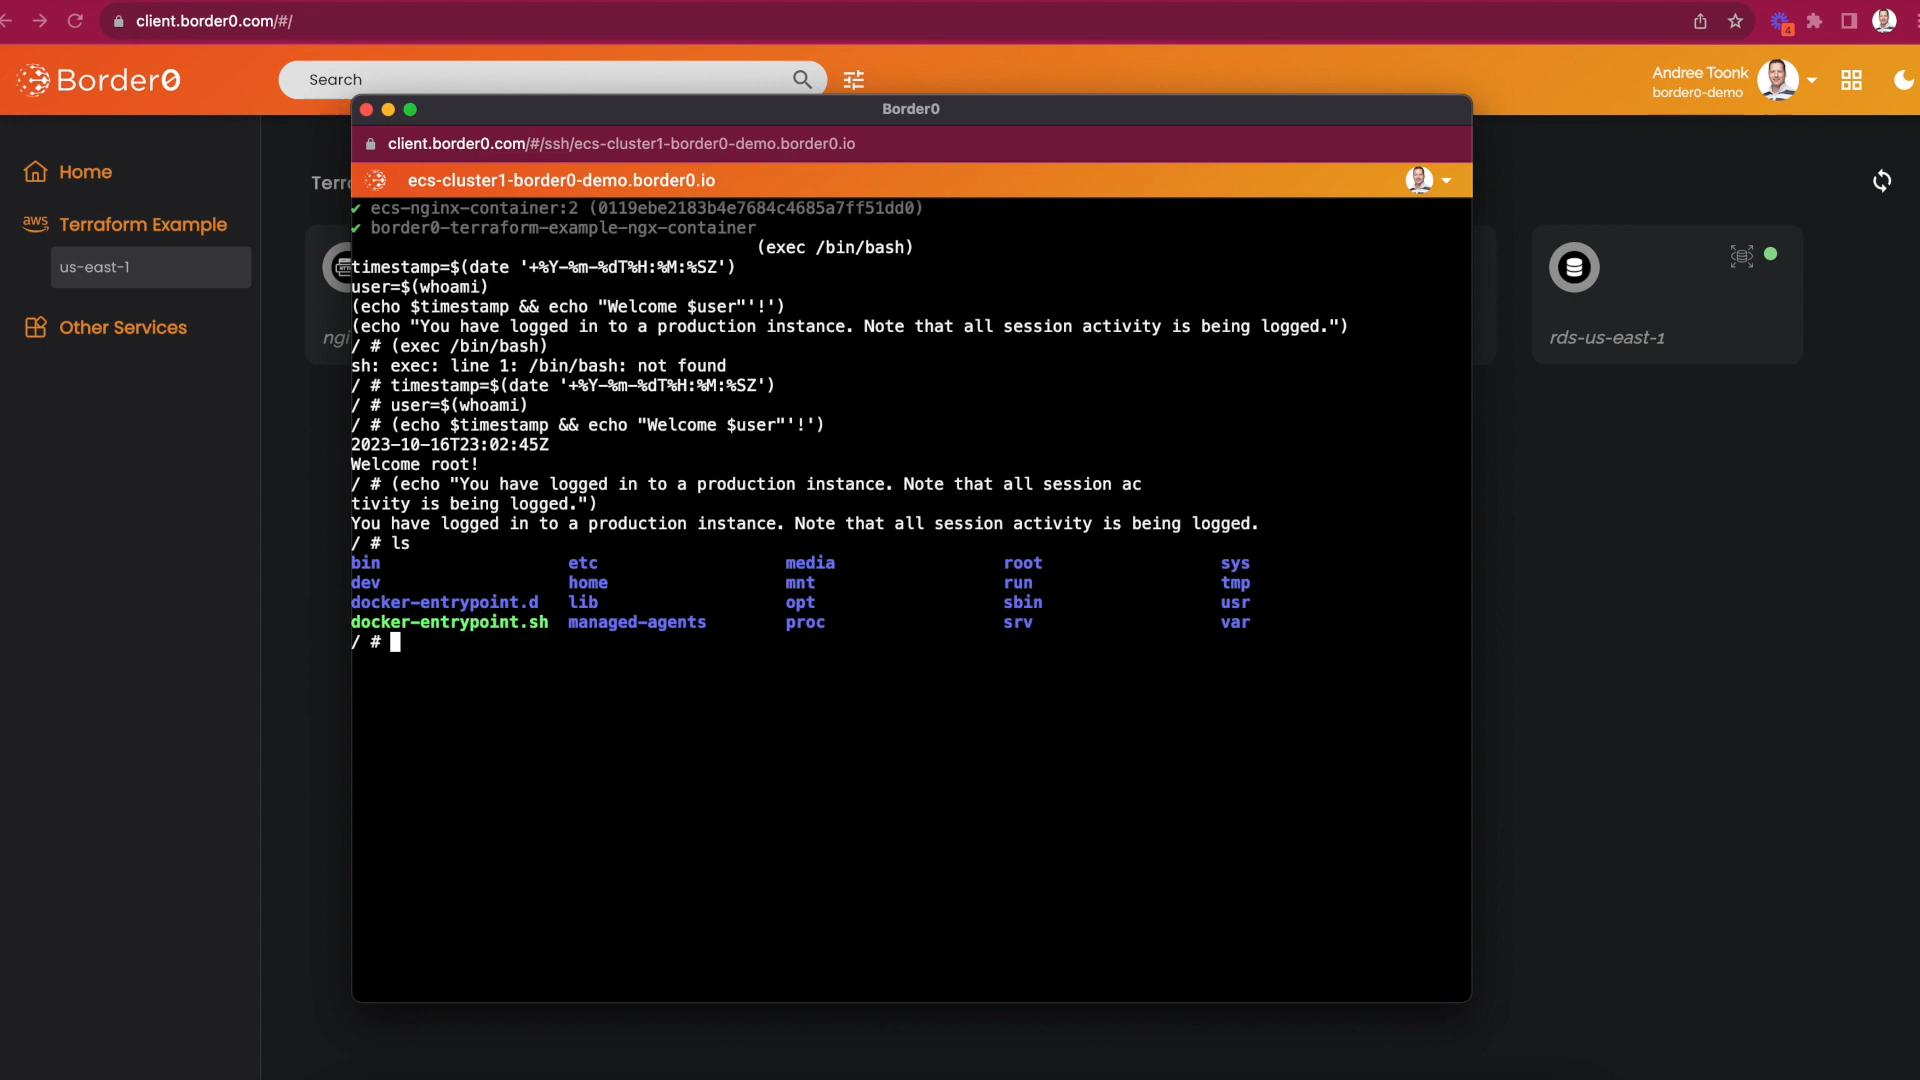 client.border0.com/#/
4
Border0
Search
Andree Toonk
border0-demo
Home
Terraform Example
us-east-1
Other Services
Terr
ngi
rds-us-east-1
Border0
client.border0.com/#/ssh/ecs-cluster1-border0-demo.border0.io
ecs-cluster1-border0-demo.border0.io
✔ ecs-nginx-container:2 (0119ebe2183b4e7684c4685a7ff51dd0)
✔ border0-terraform-example-ngx-container
(exec /bin/bash)
timestamp=$(date '+%Y-%m-%dT%H:%M:%SZ')
user=$(whoami)
(echo $timestamp && echo "Welcome $user"'!')
(echo "You have logged in to a production instance. Note that all session activity is being logged.")
/ # (exec /bin/bash)
sh: exec: line 1: /bin/bash: not found
/ # timestamp=$(date '+%Y-%m-%dT%H:%M:%SZ')
/ # user=$(whoami)
/ # (echo $timestamp && echo "Welcome $user"'!')
2023-10-16T23:02:45Z
Welcome root!
/ # (echo "You have logged in to a production instance. Note that all session ac
tivity is being logged.")
You have logged in to a production instance. Note that all session activity is being logged.
/ # ls
bin etc media root sys
dev home mnt run tmp
docker-entrypoint.d lib opt sbin usr
docker-entrypoint.sh managed-agents proc srv var
/ #